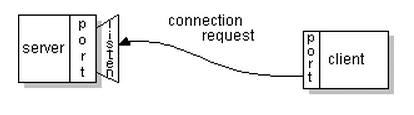 server
port
listen
connection
request
port
client